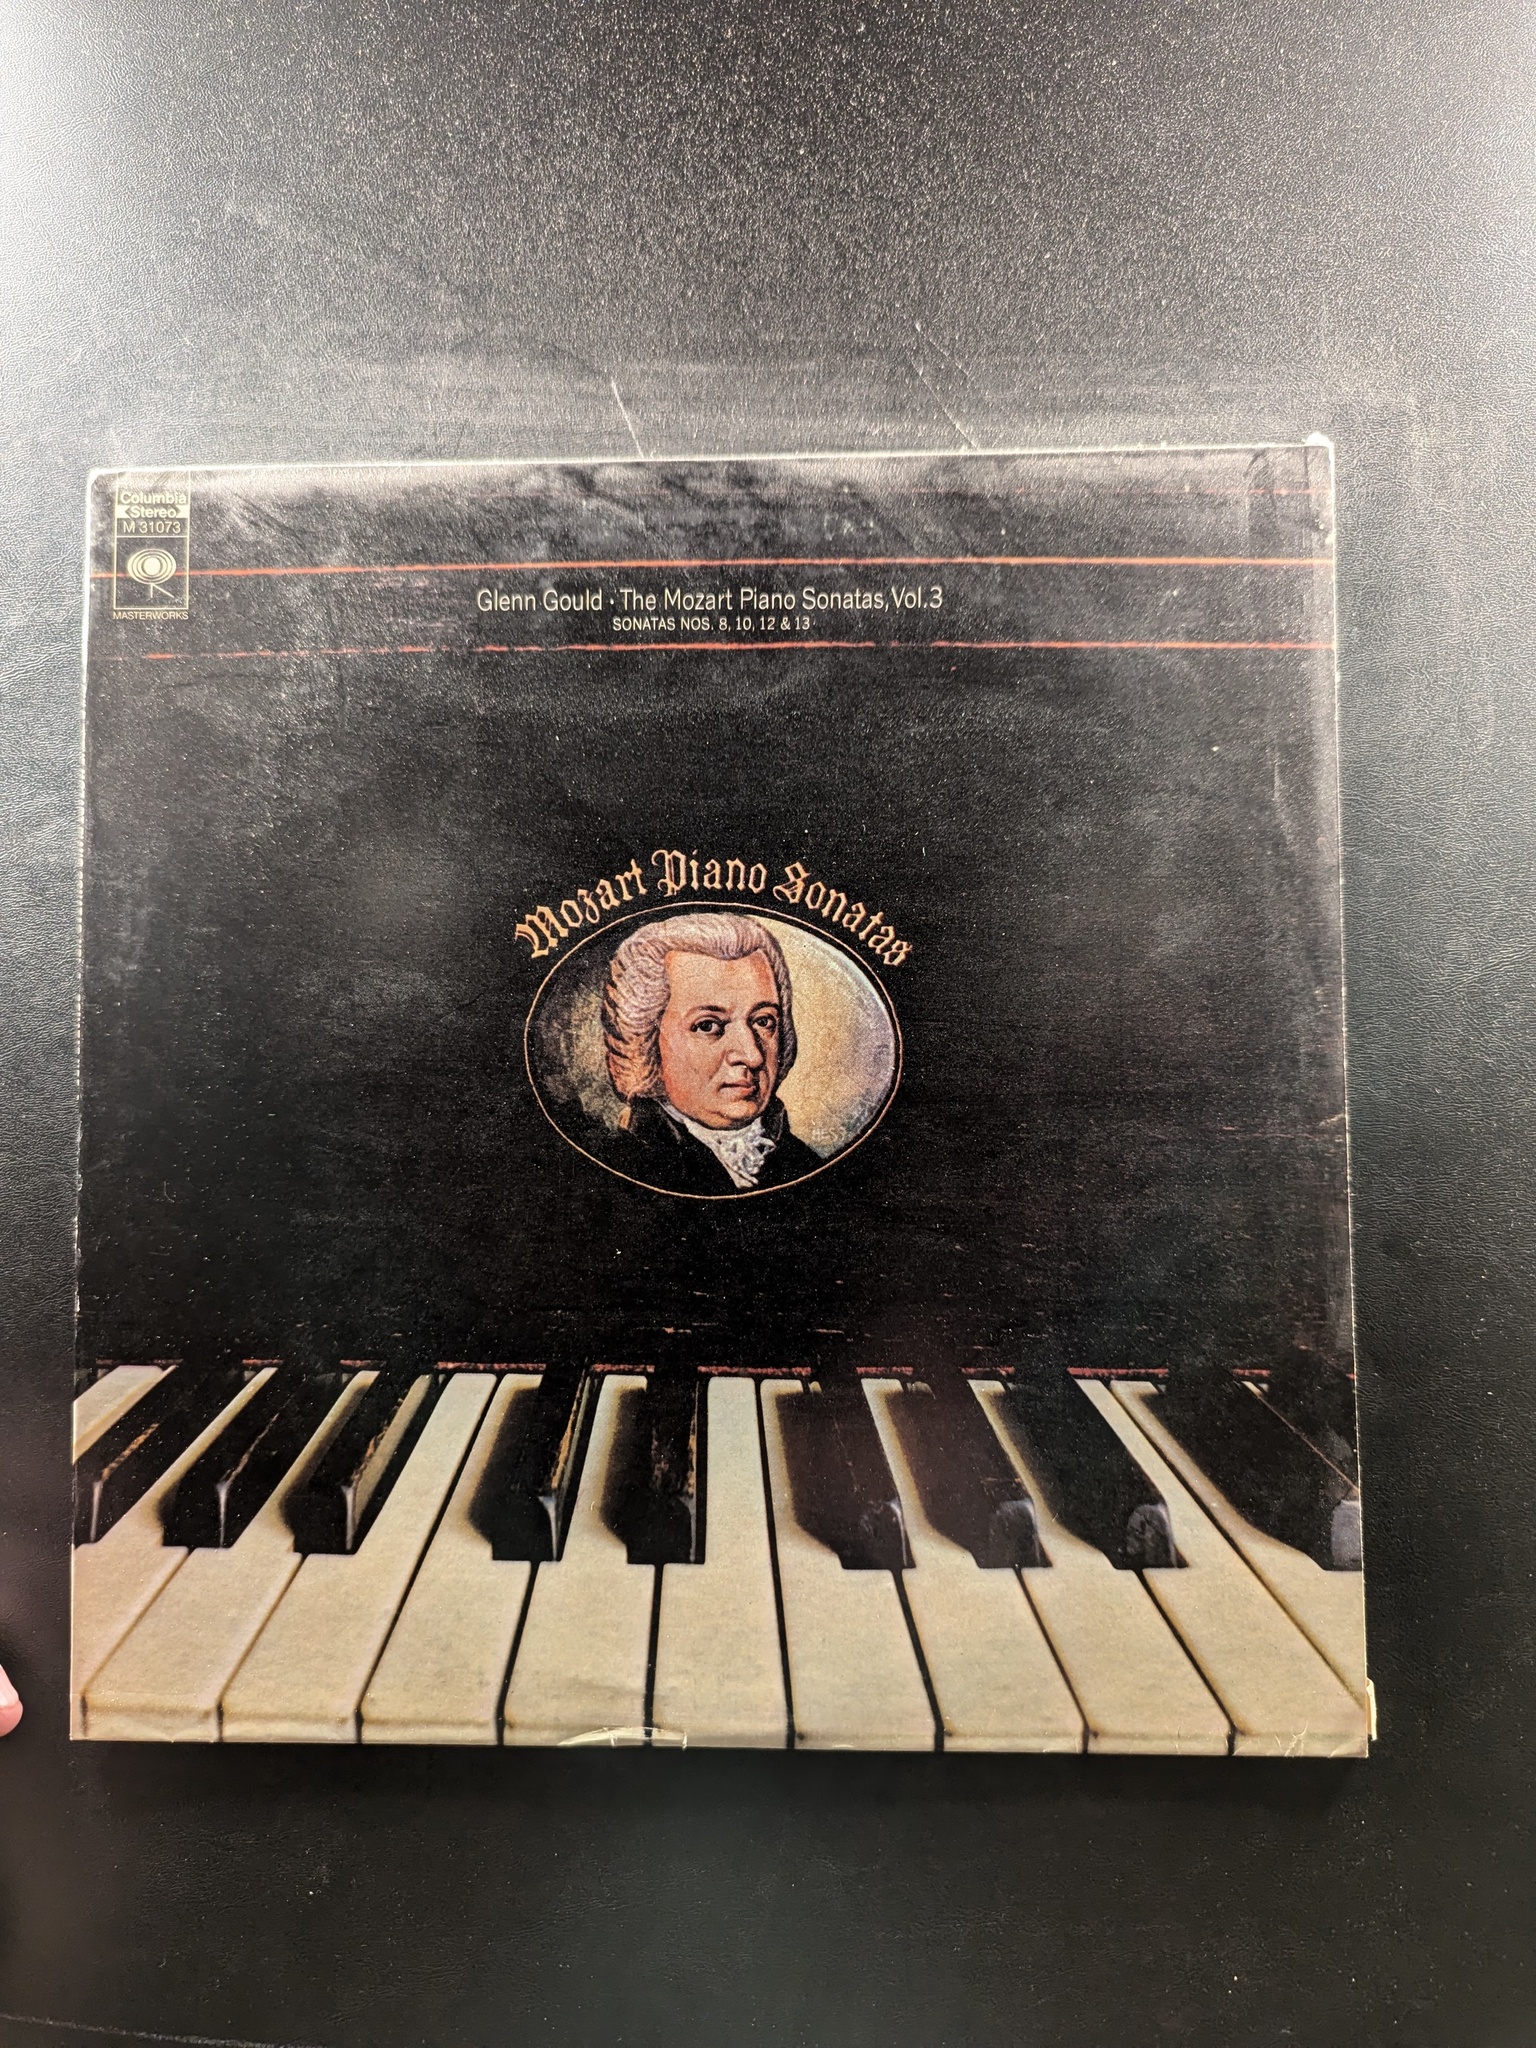 Columbia
Stereo
M 31073
MASTERWORKS
Glenn Gould · The Mozart Piano Sonatas, Vol. 3
SONATAS NOS. 8, 10, 12 & 13
Mozart Piano Sonatas